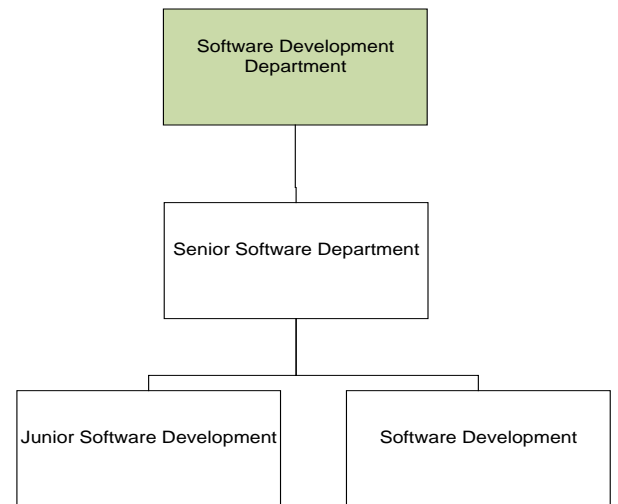 Software Development
Department
Senior Software Department
Junior Software Development
Software Development